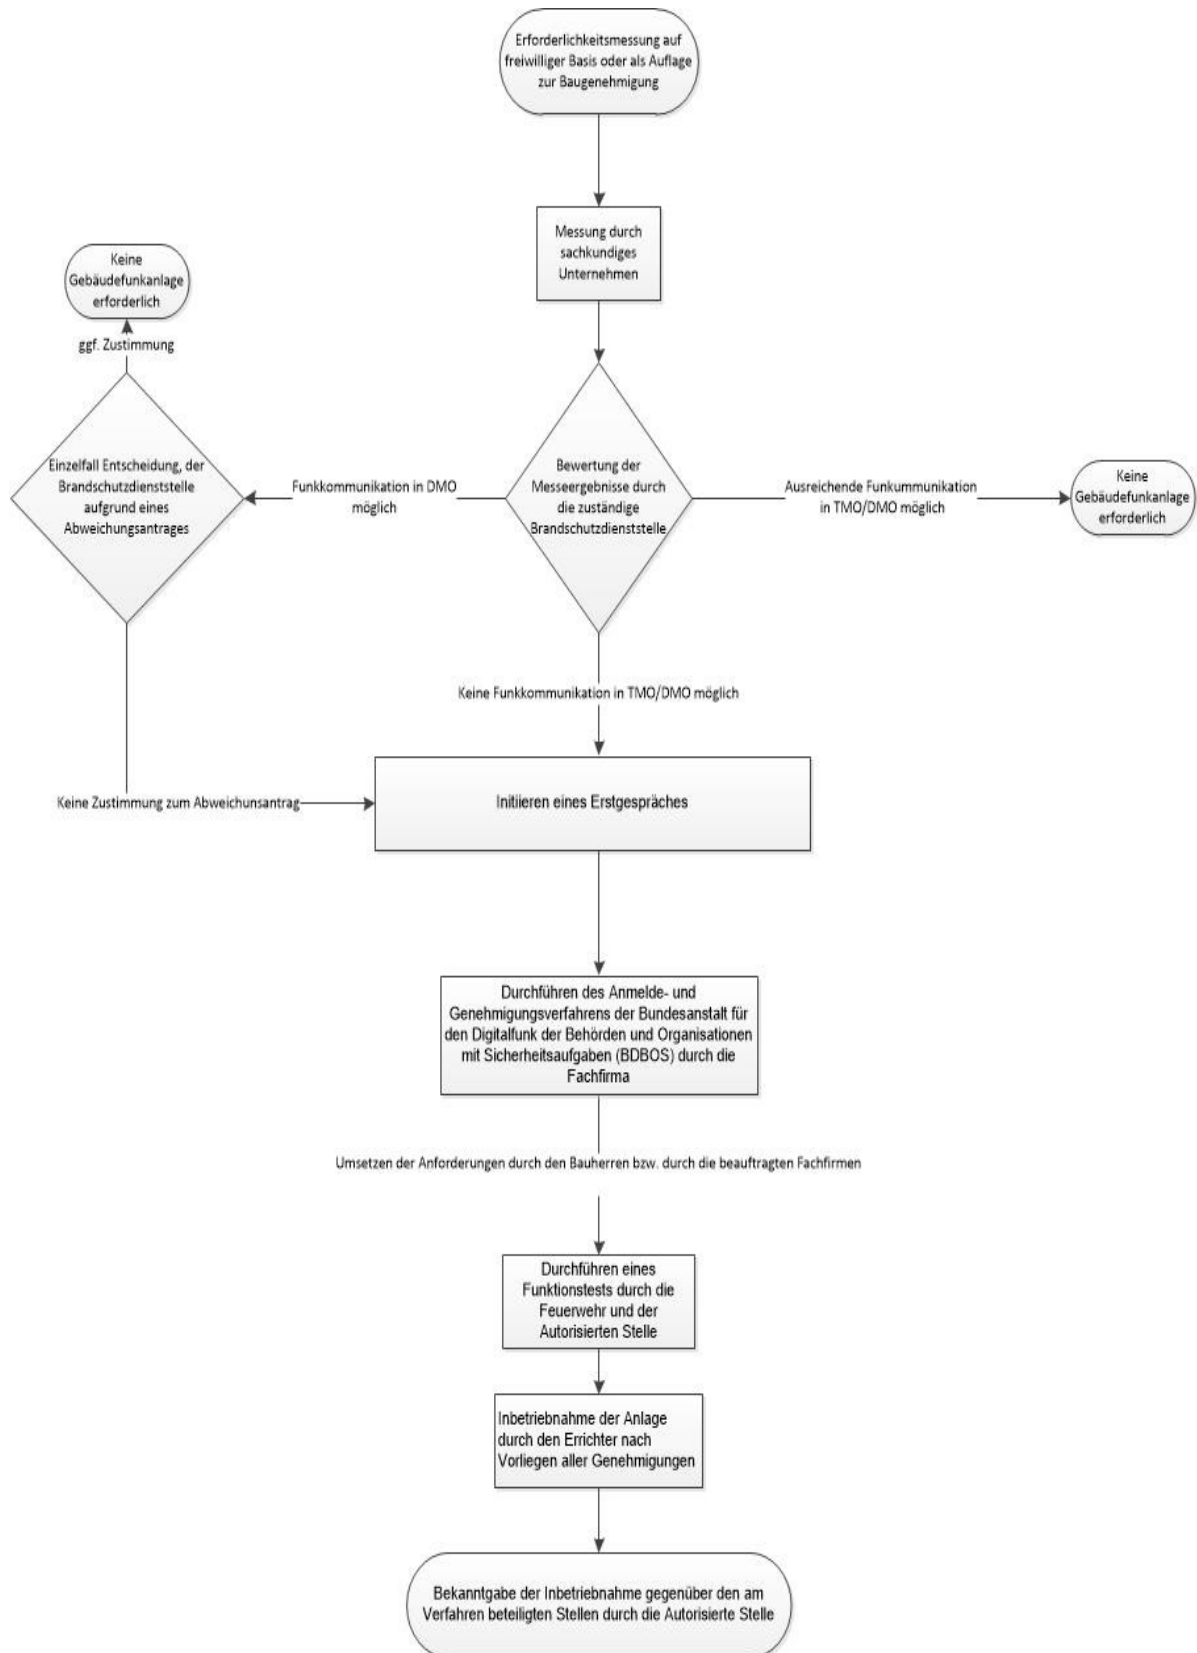 Erforderlichkeitsmessung auf
freiwilliger Basis oder als Auflage
zur Baugenehmigung
Messung durch
sachkundiges
Unternehmen
Keine
Gebäudefunkanlage
erforderlich
ggf. Zustimmung
Einzelfall Entscheidung, der
Brandschutzdienststelle
aufgrund eines
Abweichungsantrages
Funkkommunikation in DMO
möglich
Bewertung der
Messeergebnisse durch
die zuständige
Brandschutzdienststelle
Ausreichende Funkummunikation
in TMO/DMO möglich
Keine
Gebäudefunkanlage
erforderlich
Keine Funkkommunikation in TMO/DMO möglich
Keine Zustimmung zum Abweichunsantrag
Initiieren eines Erstgespräches
Durchführen des Anmelde- und
Genehmigungsverfahrens der Bundesanstalt für
den Digitalfunk der Behörden und Organisationen
mit Sicherheitsaufgaben (BDBOS) durch die
Fachfirma
Umsetzen der Anforderungen durch den Bauherren bzw. durch die beauftragten Fachfirmen
Durchführen eines
Funktionstests durch die
Feuerwehr und der
Autorisierten Stelle
Inbetriebnahme der Anlage
durch den Errichter nach
Vorliegen aller Genehmigungen
Bekanntgabe der Inbetriebnahme gegenüber den am
Verfahren beteiligten Stellen durch die Autorisierte Stelle